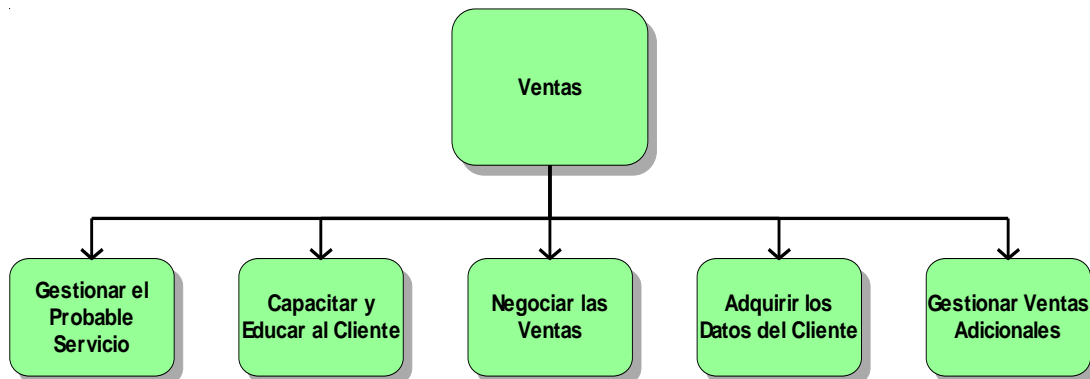 Ventas
Gestionar el
Probable
Servicio
Capacitar y
Educar al Cliente
Negociar las
Ventas
Adquirir los
Datos del Cliente
Gestionar Ventas
Adicionales